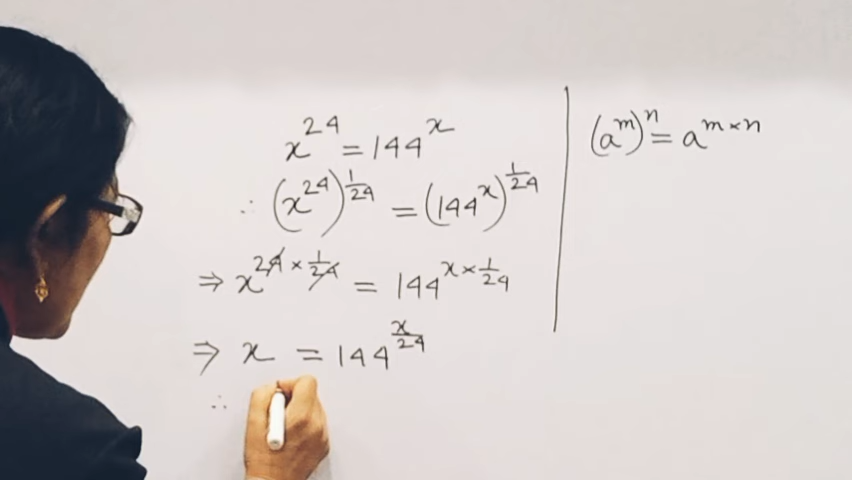 x^24 = 144^x
∴ (x^24)^(1/24) = (144^x)^(1/24)
⇒ x^(24 × 1/24) = 144^(x × 1/24)
⇒ x = 144^(x/24)
∴
(a^m)^n = a^(m × n)